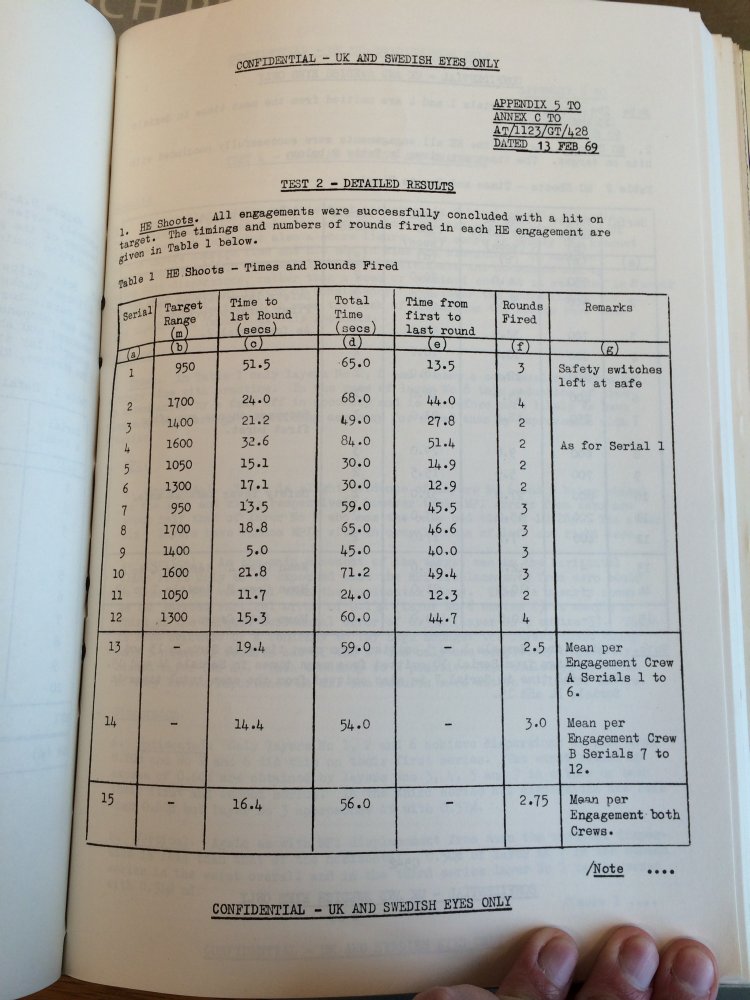 CONFIDENTIAL - UK AND SWEDISH EYES ONLY
APPENDIX 5 TO
ANNEX C TO
AT/1123/GT/428
DATED 13 FEB 69
TEST 2 - DETAILED RESULTS
1. HE Shoots. All engagements were successfully concluded with a hit on
target. The timings and numbers of rounds fired in each HE engagement are
given in Table 1 below.
Table 1 HE Shoots - Times and Rounds Fired
Serial Target Range (m) Time to 1st Round (secs) Total Time (secs) Time from first to last round Rounds Fired Remarks
(a) (b) (c) (d) (e) (f) (g)
1 950 51.5 65.0 13.5 3 Safety switches
left at safe
2 1700 24.0 68.0 44.0 4
3 1400 21.2 49.0 27.8 2
4 1600 32.6 84.0 51.4 2 As for Serial 1
5 1050 15.1 30.0 14.9 2
6 1300 17.1 30.0 12.9 2
7 950 13.5 59.0 45.5 3
8 1700 18.8 65.0 46.6 3
9 1400 5.0 45.0 40.0 3
10 1600 21.8 71.2 49.4 3
11 1050 11.7 24.0 12.3 2
12 1300 15.3 60.0 44.7 4
13 - 19.4 59.0 - 2.5 Mean per
Engagement Crew
A Serials 1 to
6.
14 - 14.4 54.0 - 3.0 Mean per
Engagement Crew
B Serials 7 to
12.
15 - 16.4 56.0 - 2.75 Mean per
Engagement both
Crews.
/Note ....
CONFIDENTIAL - UK AND SWEDISH EYES ONLY